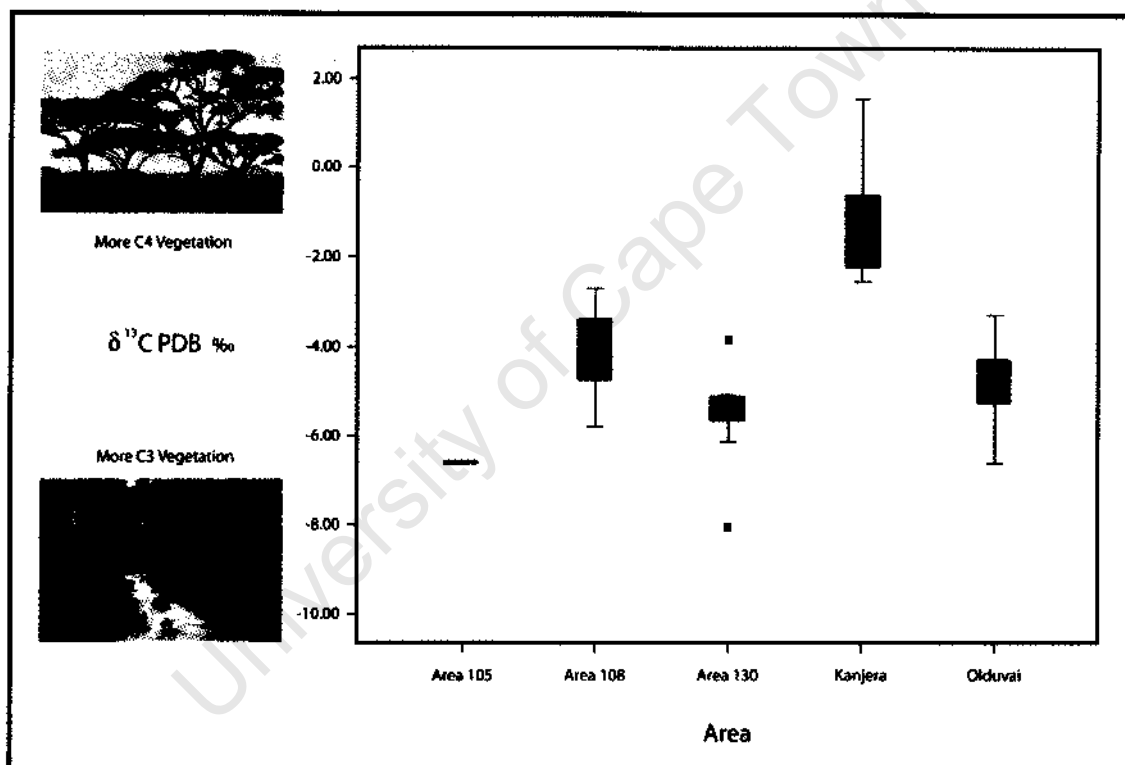 More C4 Vegetation
δ ¹³C PDB ‰
More C3 Vegetation
2.00
0.00
-2.00
-4.00
-6.00
-8.00
-10.00
Area 105
Area 108
Area 130
Kanjera
Olduvai
Area
University of Cape Town